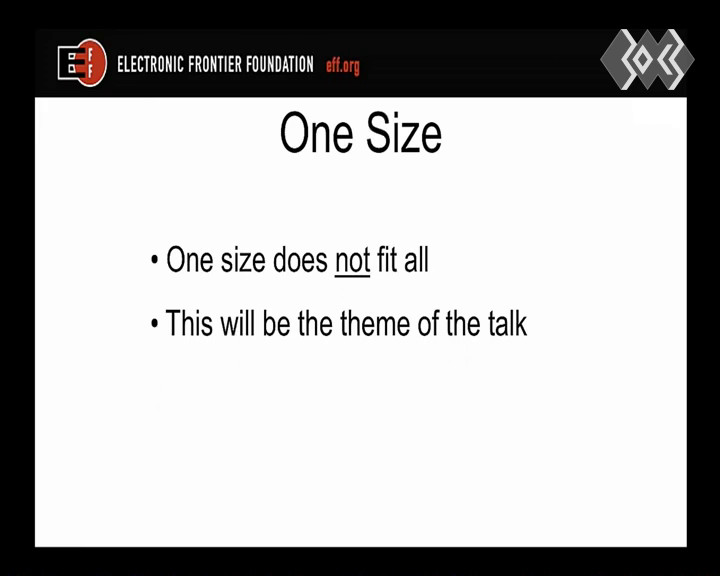 ELECTRONIC FRONTIER FOUNDATION eff.org
One Size
• One size does not fit all
• This will be the theme of the talk